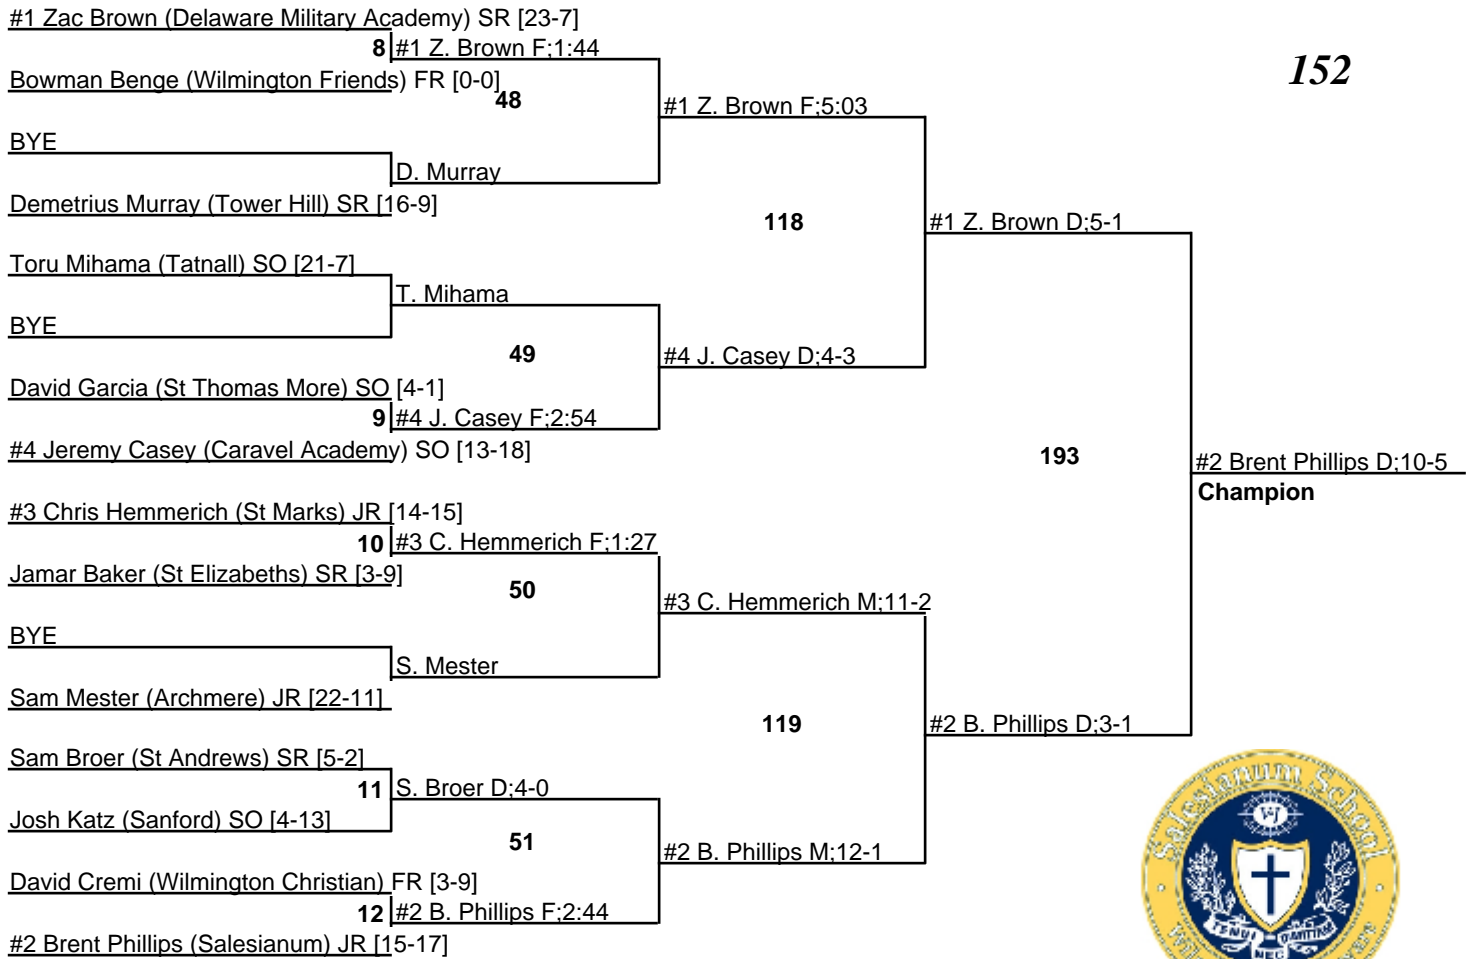 #1 Zac Brown (Delaware Military Academy) SR [23-7]
8 #1 Z. Brown F;1:44
152
Bowman Benge (Wilmington Friends) FR [0-0]
48
#1 Z. Brown F;5:03
BYE
D. Murray
Demetrius Murray (Tower Hill) SR [16-9]
118
#1 Z. Brown D;5-1
Toru Mihama (Tatnall) SO [21-7]
T. Mihama
BYE
49
#4 J. Casey D;4-3
David Garcia (St Thomas More) SO [4-1]
9 #4 J. Casey F;2:54
#4 Jeremy Casey (Caravel Academy) SO [13-18]
193
#2 Brent Phillips D;10-5
Champion
#3 Chris Hemmerich (St Marks) JR [14-15]
10 #3 C. Hemmerich F;1:27
Jamar Baker (St Elizabeths) SR [3-9]
50
#3 C. Hemmerich M;11-2
BYE
S. Mester
Sam Mester (Archmere) JR [22-11]
119
#2 B. Phillips D;3-1
Sam Broer (St Andrews) SR [5-2]
11 S. Broer D;4-0
Josh Katz (Sanford) SO [4-13]
51
#2 B. Phillips M;12-1
David Cremi (Wilmington Christian) FR [3-9]
12 #2 B. Phillips F;2:44
#2 Brent Phillips (Salesianum) JR [15-17]
Salesianum School
NEC